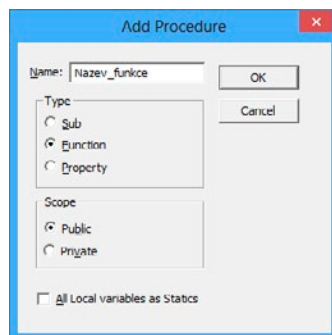 Add Procedure
Name: Nazev_funkce
OK
Cancel
Type
Sub
Function
Property
Scope
Public
Private
All Local variables as Statics